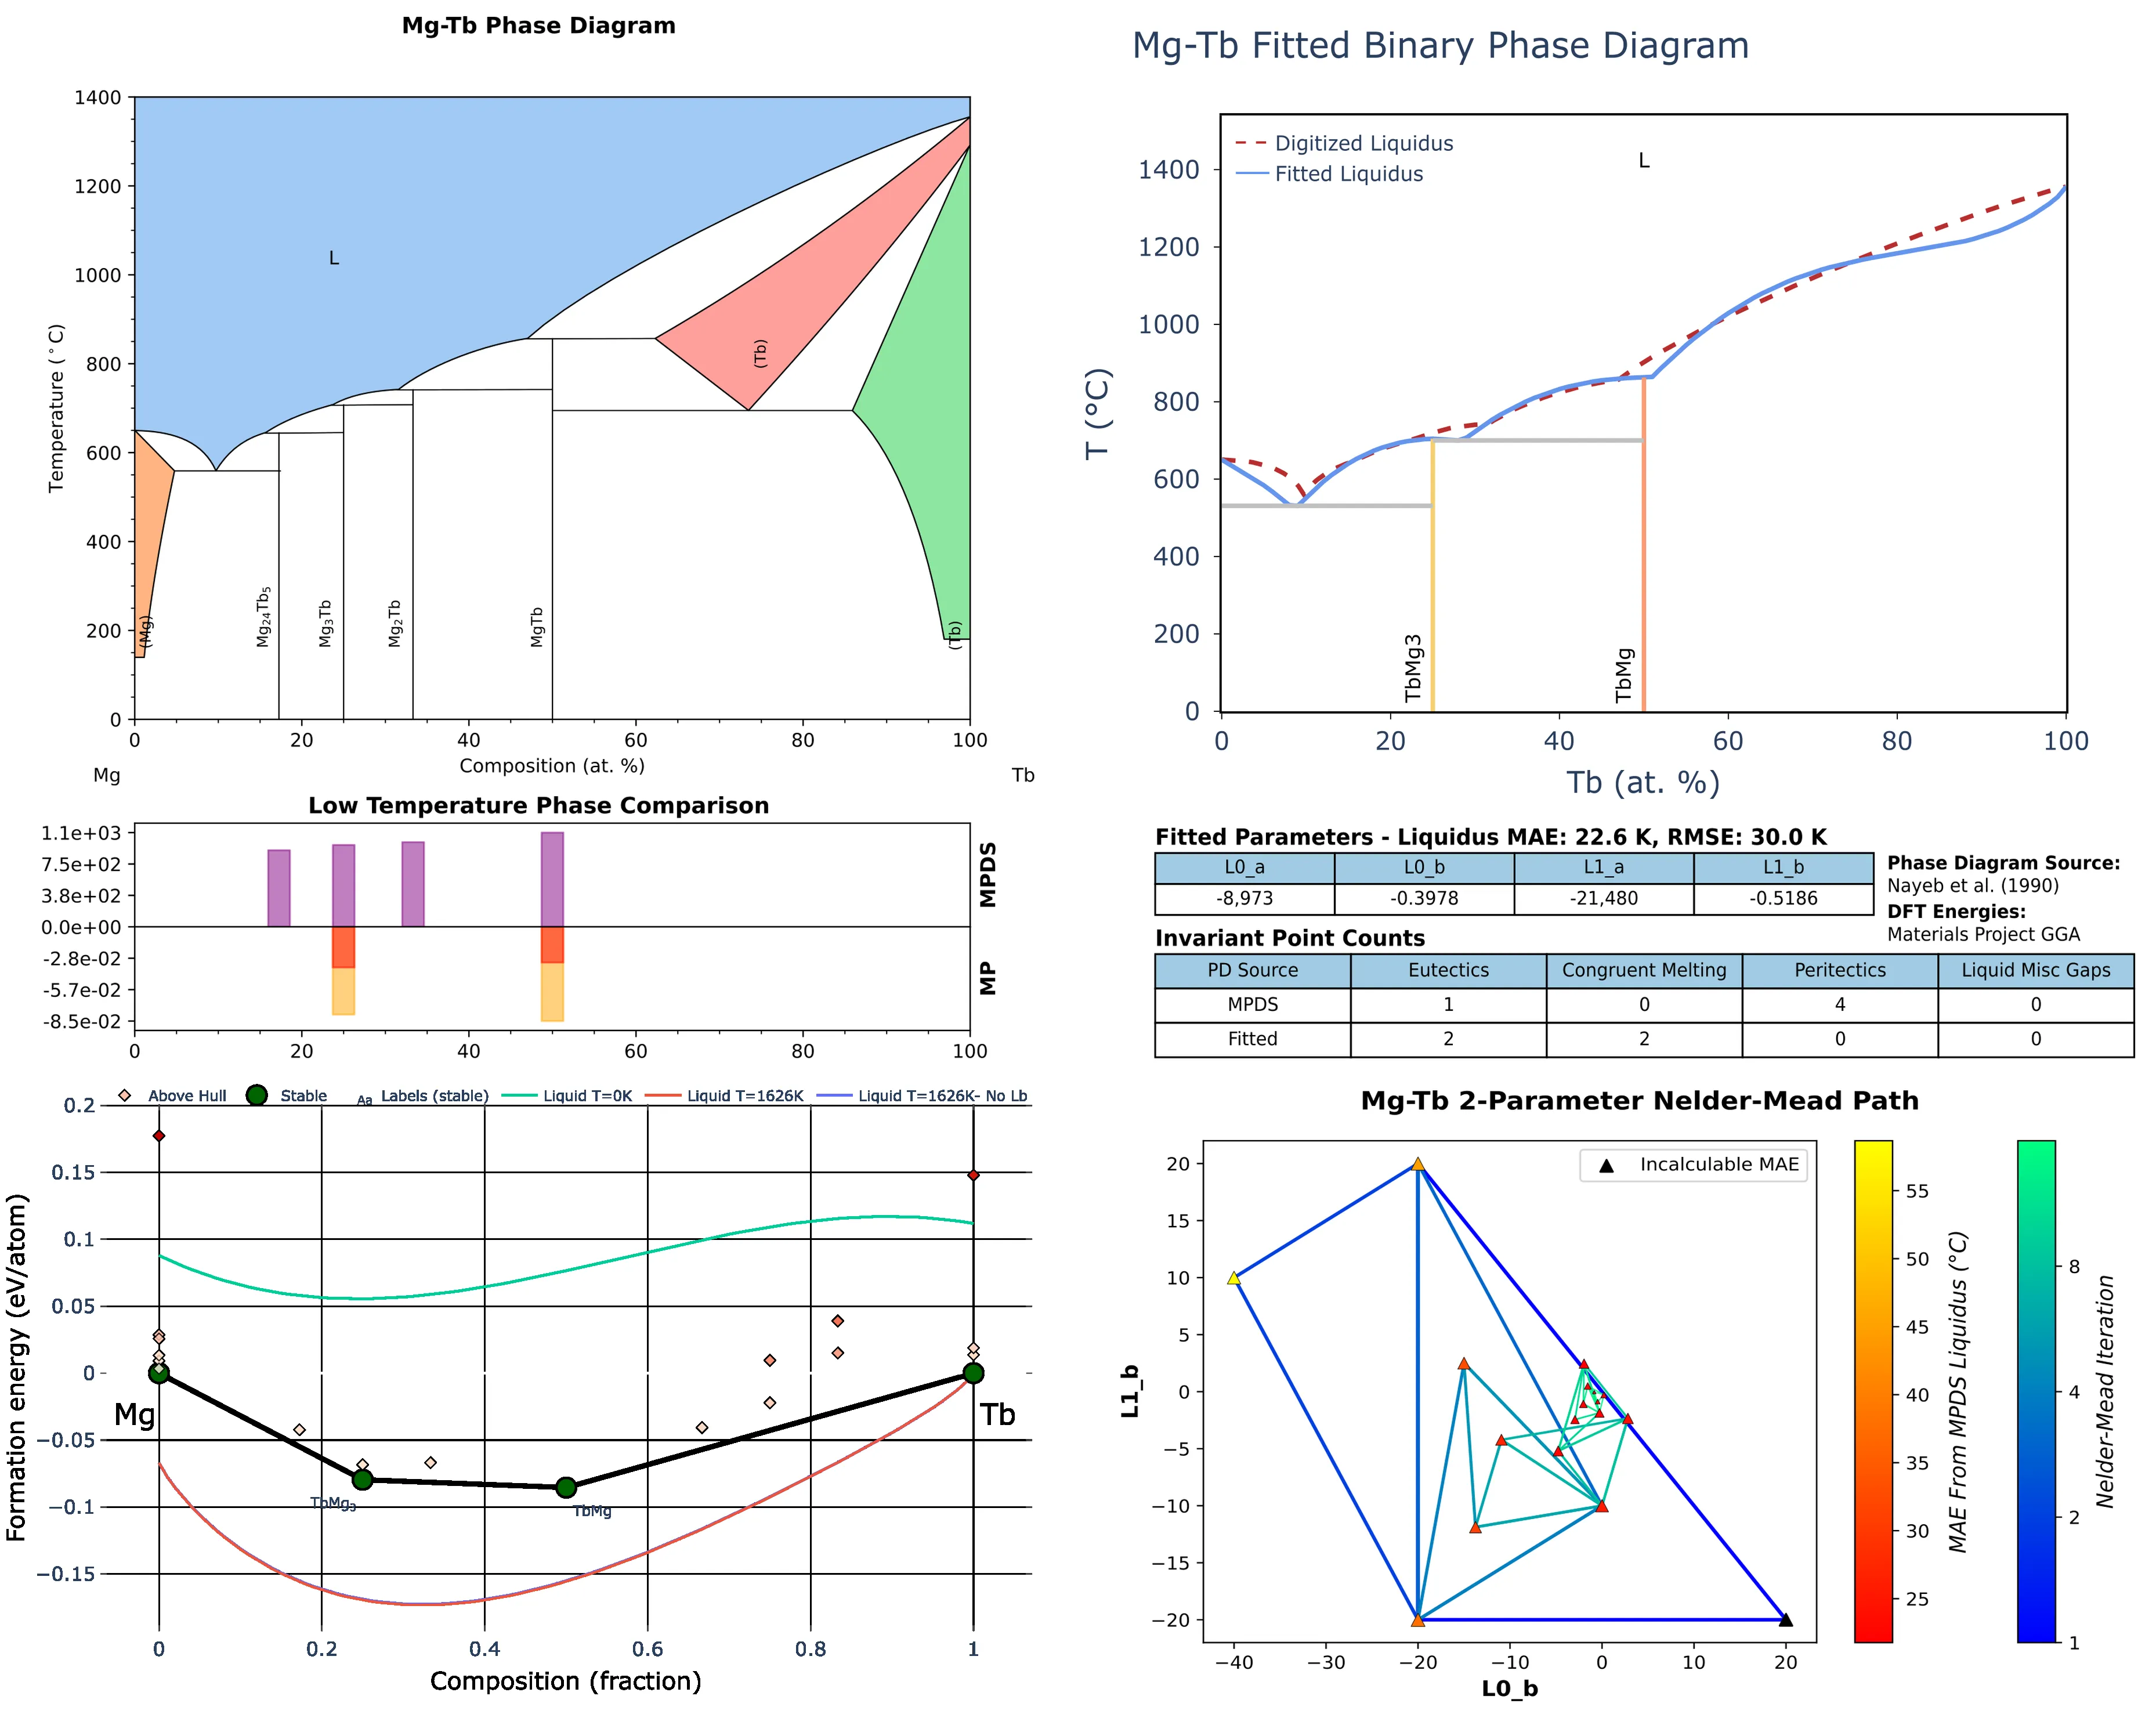 Mg-Tb Phase Diagram
1400
1200
1000
800
600
400
200
0
Temperature (°C)
L
(Tb)
(Mg)
Mg24Tb5
Mg3Tb
Mg2Tb
MgTb
(Tb)
0 20 40 60 80 100
Composition (at. %)
Mg Tb
Mg-Tb Fitted Binary Phase Diagram
Digitized Liquidus
Fitted Liquidus
L
1400
1200
1000
800
600
400
200
0
T (°C)
TbMg3
TbMg
0 20 40 60 80 100
Tb (at. %)
Low Temperature Phase Comparison
1.1e+03
7.5e+02
3.8e+02
0.0e+00
-2.8e-02
-5.7e-02
-8.5e-02
MPDS
MP
0 20 40 60 80 100
Fitted Parameters - Liquidus MAE: 22.6 K, RMSE: 30.0 K
L0_a L0_b L1_a L1_b
-8,973 -0.3978 -21,480 -0.5186
Phase Diagram Source:
Nayeb et al. (1990)
DFT Energies:
Materials Project GGA
Invariant Point Counts
PD Source Eutectics Congruent Melting Peritectics Liquid Misc Gaps
MPDS 1 0 4 0
Fitted 2 2 0 0
Above Hull Stable Aa Labels (stable) Liquid T=0K Liquid T=1626K Liquid T=1626K- No Lb
0.2
0.15
0.1
0.05
0
−0.05
−0.1
−0.15
Formation energy (eV/atom)
Mg
Tb
TbMg3
TbMg
0 0.2 0.4 0.6 0.8 1
Composition (fraction)
Mg-Tb 2-Parameter Nelder-Mead Path
Incalculable MAE
20
15
10
5
0
−5
−10
−15
−20
L1_b
−40 −30 −20 −10 0 10 20
L0_b
55
50
45
40
35
30
25
MAE From MPDS Liquidus (°C)
8
4
2
1
Nelder-Mead Iteration